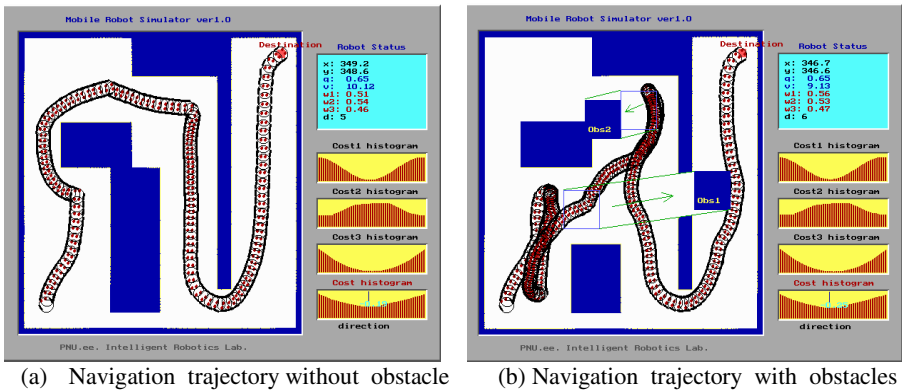 Mobile Robot Simulator ver1.0
Destination
Robot Status
x: 349.2
y: 348.6
q: 0.65
v: 10.12
w1: 0.51
w2: 0.54
w3: 0.46
d: 5
Cost1 histogram
Cost2 histogram
Cost3 histogram
Cost histogram
direction
PNU.ee. Intelligent Robotics Lab.
(a) Navigation trajectory without obstacle
Mobile Robot Simulator ver1.0
Destination
Robot Status
x: 346.7
y: 346.6
q: 0.65
v: 9.13
w1: 0.56
w2: 0.53
w3: 0.47
d: 6
Obs2
Obs1
Cost1 histogram
Cost2 histogram
Cost3 histogram
Cost histogram
direction
PNU.ee. Intelligent Robotics Lab.
(b) Navigation trajectory with obstacles